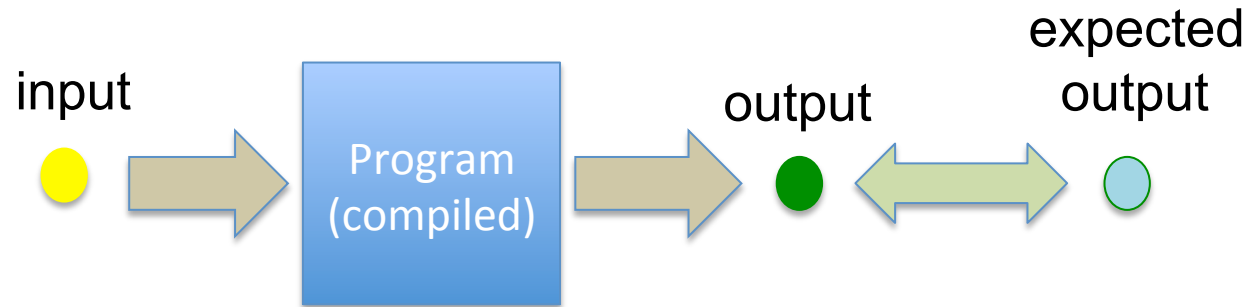 input
Program
(compiled)
output
expected
output